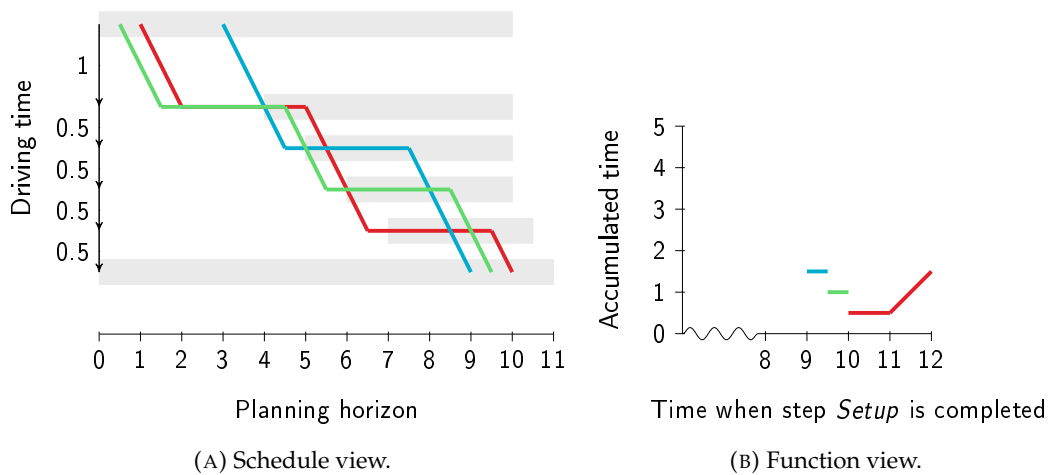 Driving time
1
0.5
0.5
0.5
0.5
0 1 2 3 4 5 6 7 8 9 10 11
Planning horizon
(A) Schedule view.
Accumulated time
5
4
3
2
1
0
8 9 10 11 12
Time when step Setup is completed
(B) Function view.